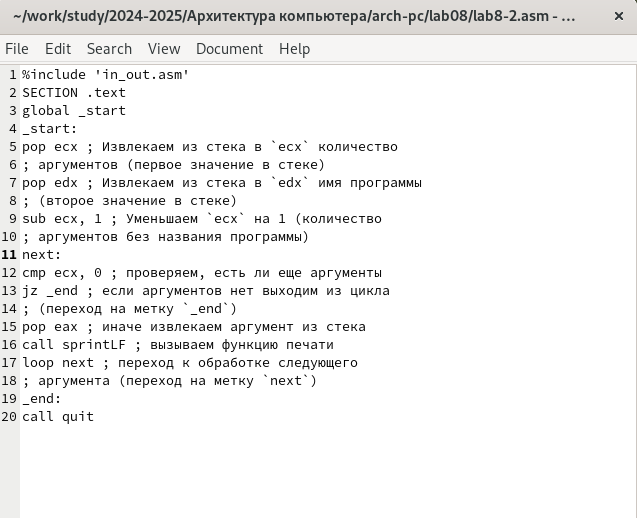 ~/work/study/2024-2025/Архитектура компьютера/arch-pc/lab08/lab8-2.asm - ...
File Edit Search View Document Help
1 %include 'in_out.asm'
2 SECTION .text
3 global _start
4 _start:
5 pop ecx ; Извлекаем из стека в `ecx` количество
6 ; аргументов (первое значение в стеке)
7 pop edx ; Извлекаем из стека в `edx` имя программы
8 ; (второе значение в стеке)
9 sub ecx, 1 ; Уменьшаем `ecx` на 1 (количество
10 ; аргументов без названия программы)
11 next:
12 cmp ecx, 0 ; проверяем, есть ли еще аргументы
13 jz _end ; если аргументов нет выходим из цикла
14 ; (переход на метку `_end`)
15 pop eax ; иначе извлекаем аргумент из стека
16 call sprintLF ; вызываем функцию печати
17 loop next ; переход к обработке следующего
18 ; аргумента (переход на метку `next`)
19 _end:
20 call quit